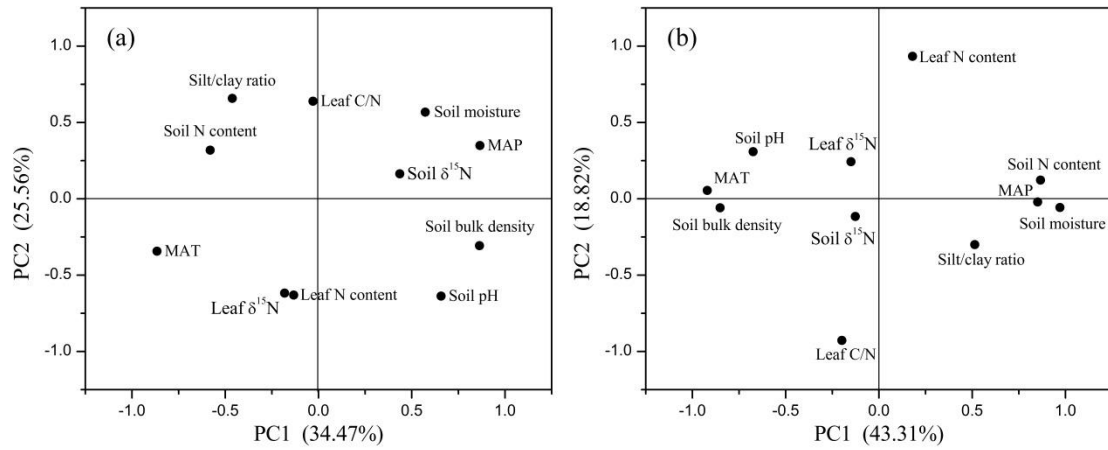 (a)
1.0
0.5
0.0
-0.5
-1.0
PC2 (25.56%)
Silt/clay ratio
Leaf C/N
Soil moisture
Soil N content
MAP
Soil δ¹⁵N
Soil bulk density
MAT
Leaf δ¹⁵N
Leaf N content
Soil pH
-1.0 -0.5 0.0 0.5 1.0
PC1 (34.47%)
(b)
1.0
0.5
0.0
-0.5
-1.0
PC2 (18.82%)
Leaf N content
Soil pH
Leaf δ¹⁵N
MAT
Soil N content
MAP
Soil bulk density
Soil δ¹⁵N
Soil moisture
Silt/clay ratio
Leaf C/N
-1.0 -0.5 0.0 0.5 1.0
PC1 (43.31%)